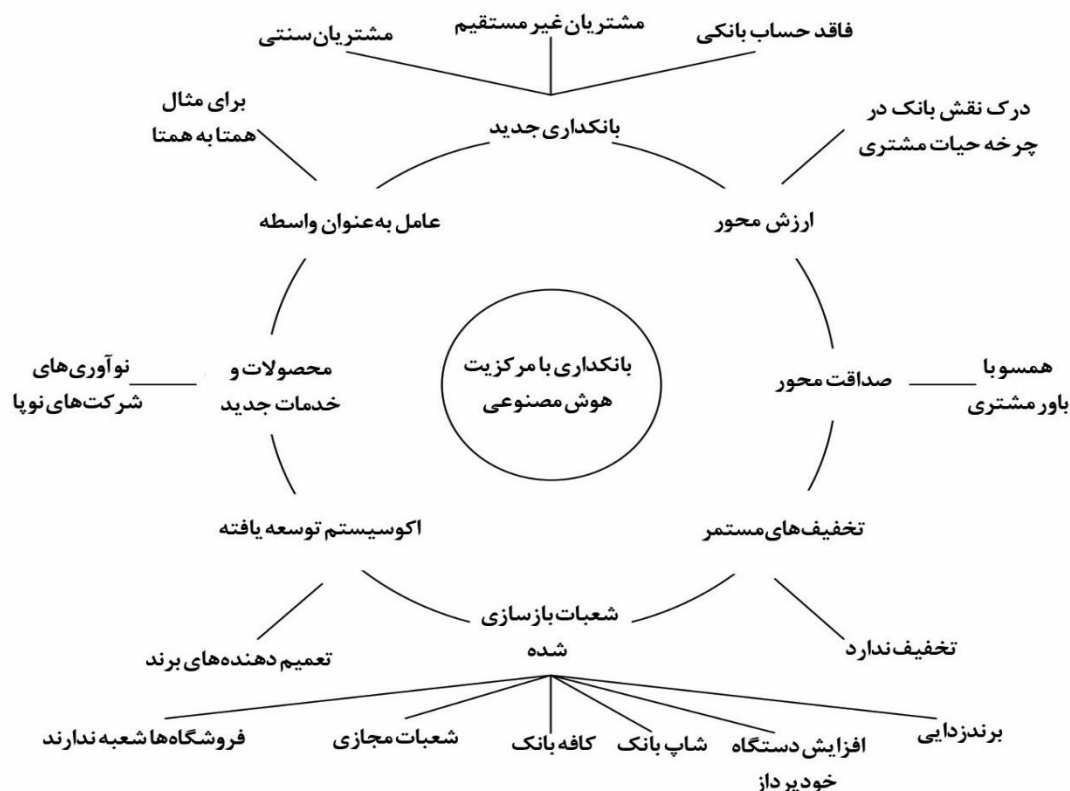 فاقد حساب بانکی
مشتریان غیر مستقیم
مشتریان سنتی
بانکداری جدید
درک نقش بانک در
چرخه حیات مشتری
برای مثال
همتا به همتا
ارزش محور
عامل به‌عنوان واسطه
همسو با
باور مشتری
صداقت محور
بانکداری با مرکزیت
هوش مصنوعی
محصولات و
خدمات جدید
نوآوری‌های
شرکت‌های نوپا
تخفیف‌های مستمر
اکوسیستم توسعه یافته
شعبات بازسازی
شده
تخفیف ندارد
تعمیم دهنده‌های برند
برندزدایی
افزایش دستگاه
خودپرداز
شاپ بانک
کافه بانک
شعبات مجازی
فروشگاه‌ها شعبه ندارند